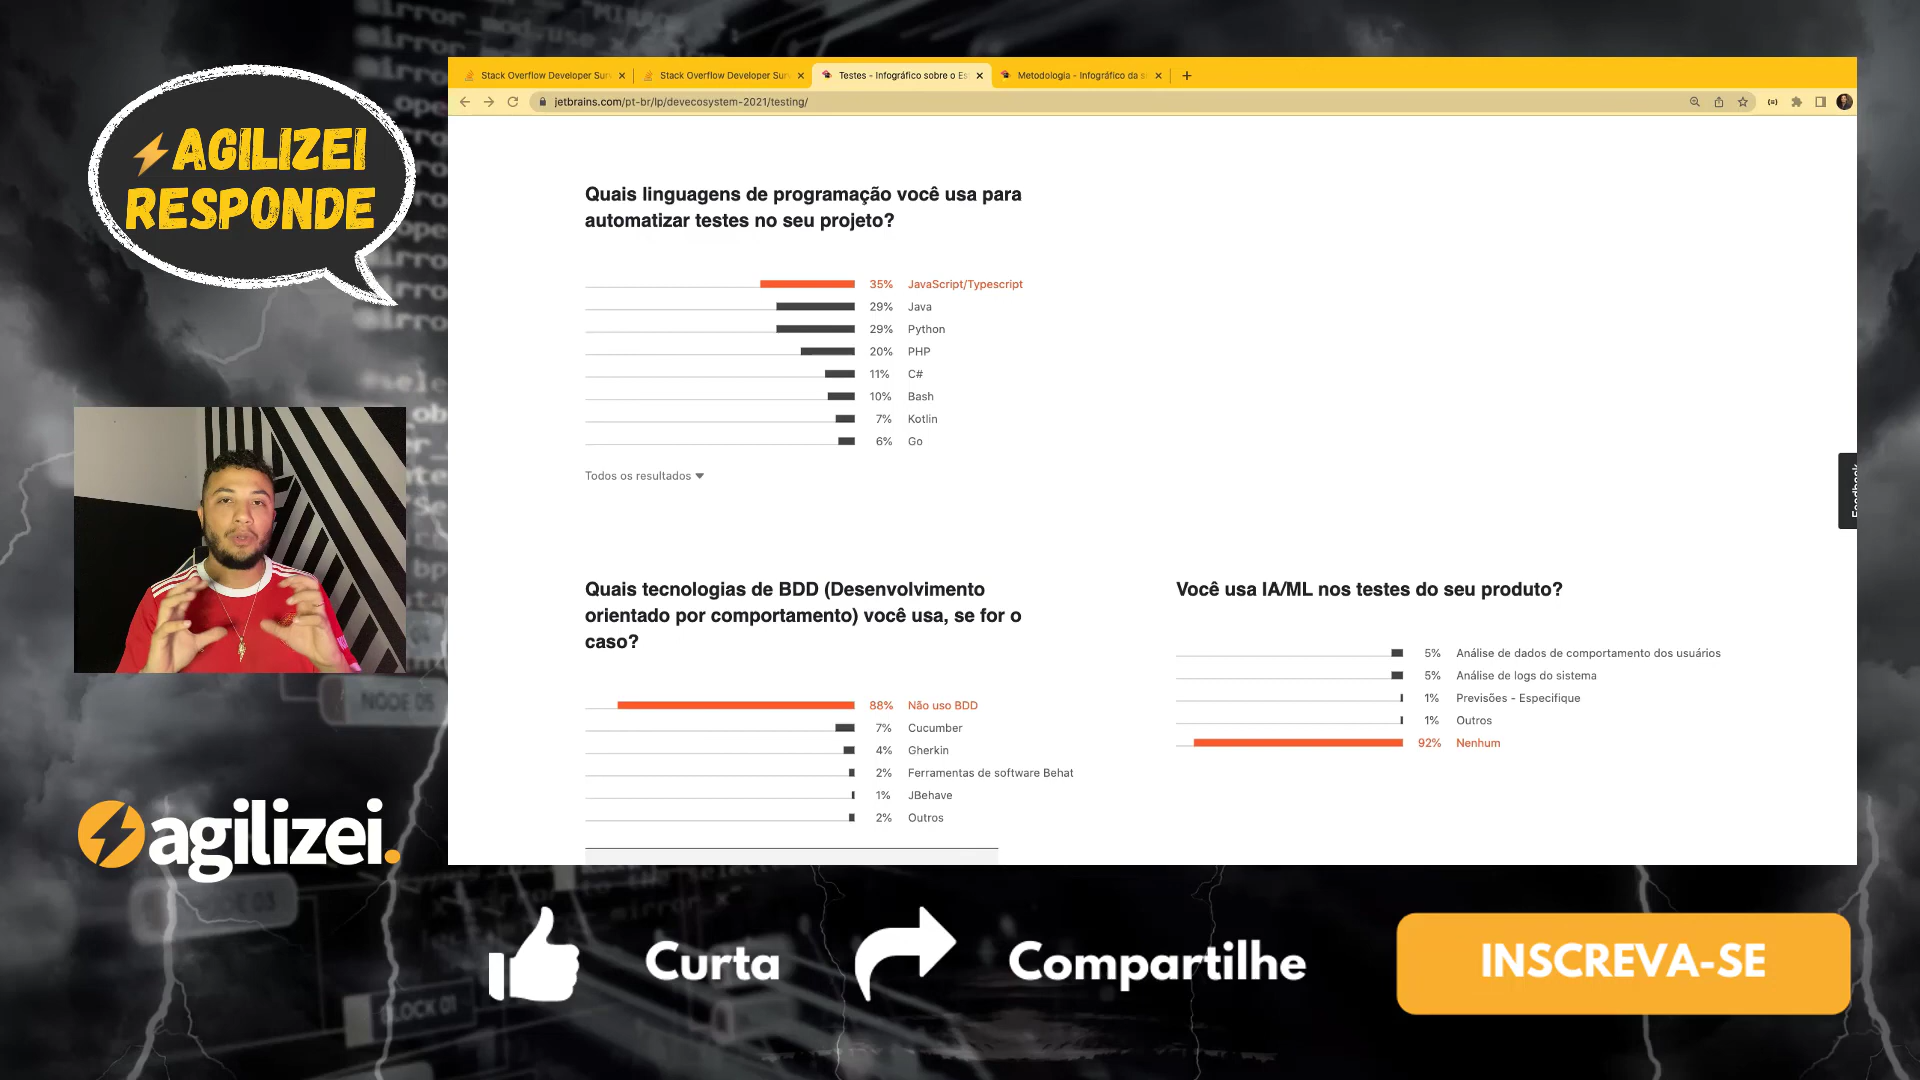 ⚡AGILIZEI
RESPONDE
Stack Overflow Developer Sur
Stack Overflow Developer Sur
Testes - Infográfico sobre o Es
Metodologia - Infográfico da s
jetbrains.com/pt-br/lp/devecosystem-2021/testing/
Quais linguagens de programação você usa para
automatizar testes no seu projeto?
35% JavaScript/Typescript
29% Java
29% Python
20% PHP
11% C#
10% Bash
7% Kotlin
6% Go
Todos os resultados
Feedback
Quais tecnologias de BDD (Desenvolvimento
orientado por comportamento) você usa, se for o
caso?
88% Não uso BDD
7% Cucumber
4% Gherkin
2% Ferramentas de software Behat
1% JBehave
2% Outros
Você usa IA/ML nos testes do seu produto?
5% Análise de dados de comportamento dos usuários
5% Análise de logs do sistema
1% Previsões - Especifique
1% Outros
92% Nenhum
NODE 05
agilizei.
BLOCK 01
Curta
Compartilhe
INSCREVA-SE